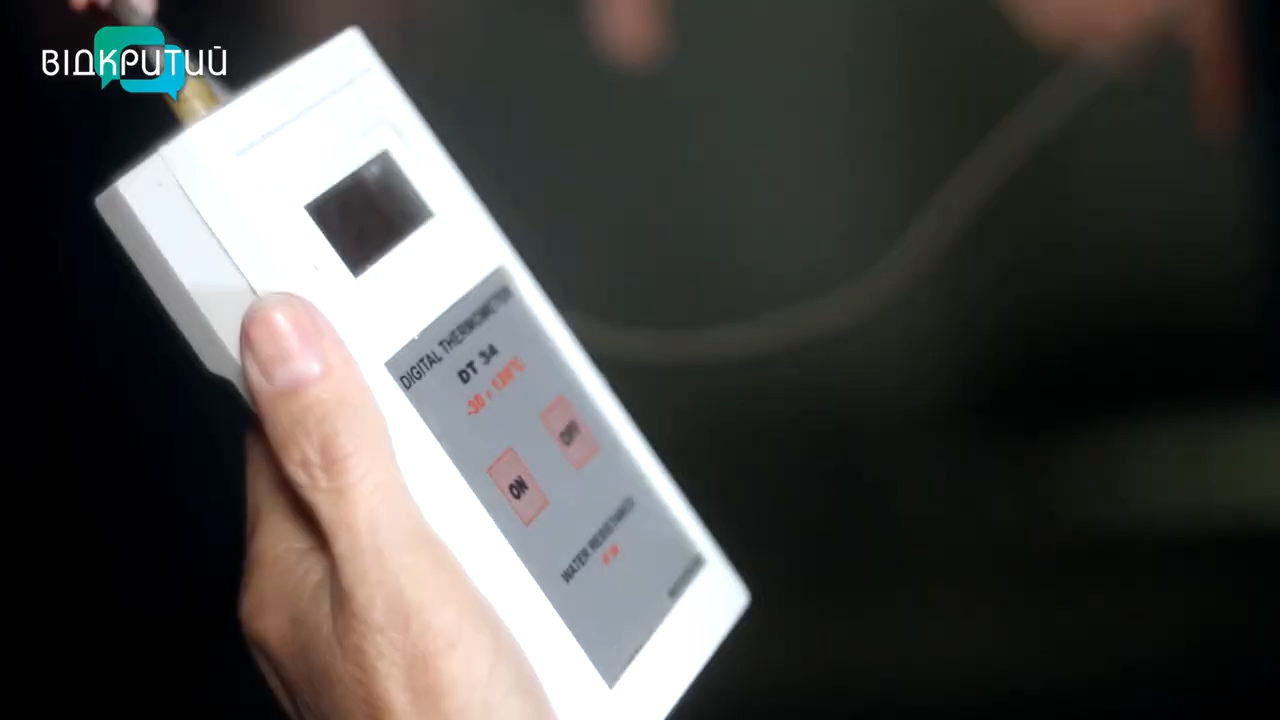 ВІДКРИТИЙ
DIGITAL THERMOMETER
DT 34
ON
OFF
WATER RESISTANCE